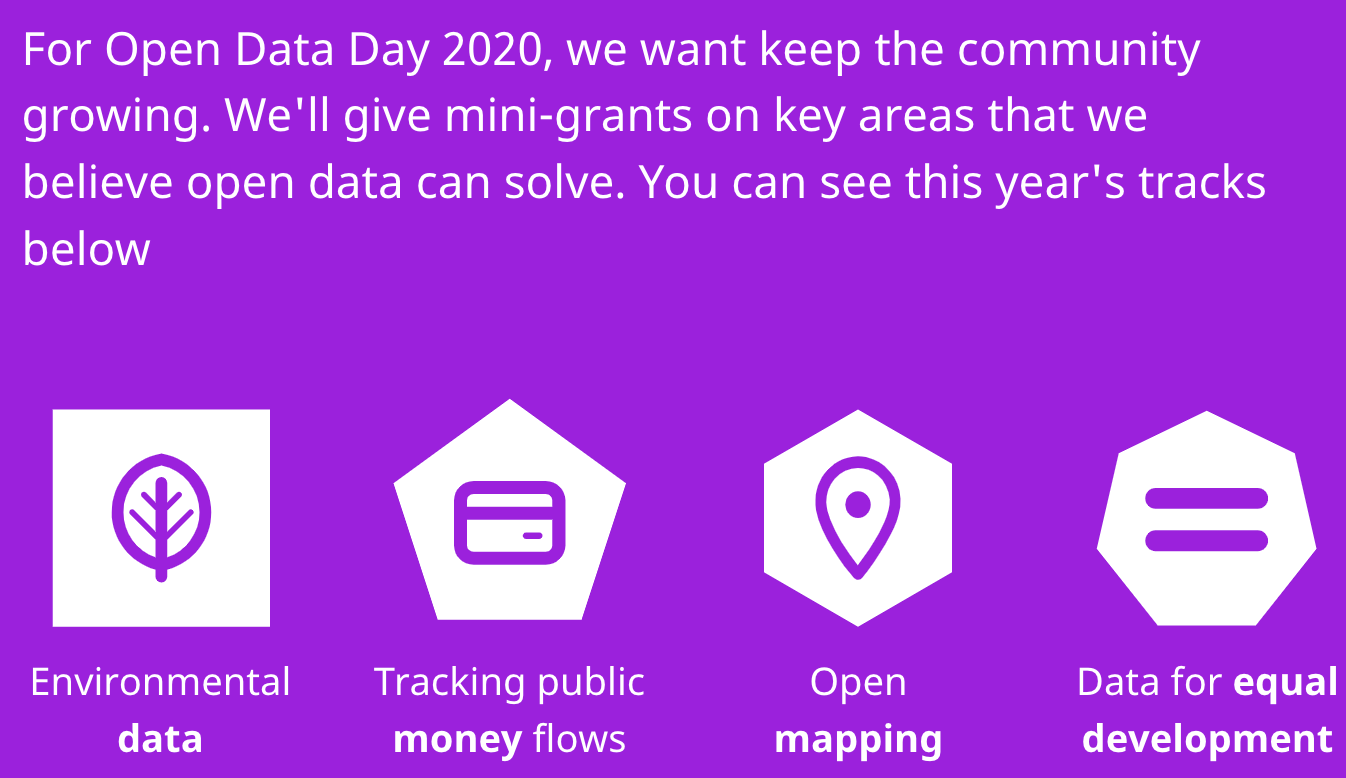 For Open Data Day 2020, we want keep the community
growing. We'll give mini-grants on key areas that we
believe open data can solve. You can see this year's tracks
below
Environmental
data
Tracking public
money flows
Open
mapping
Data for equal
development